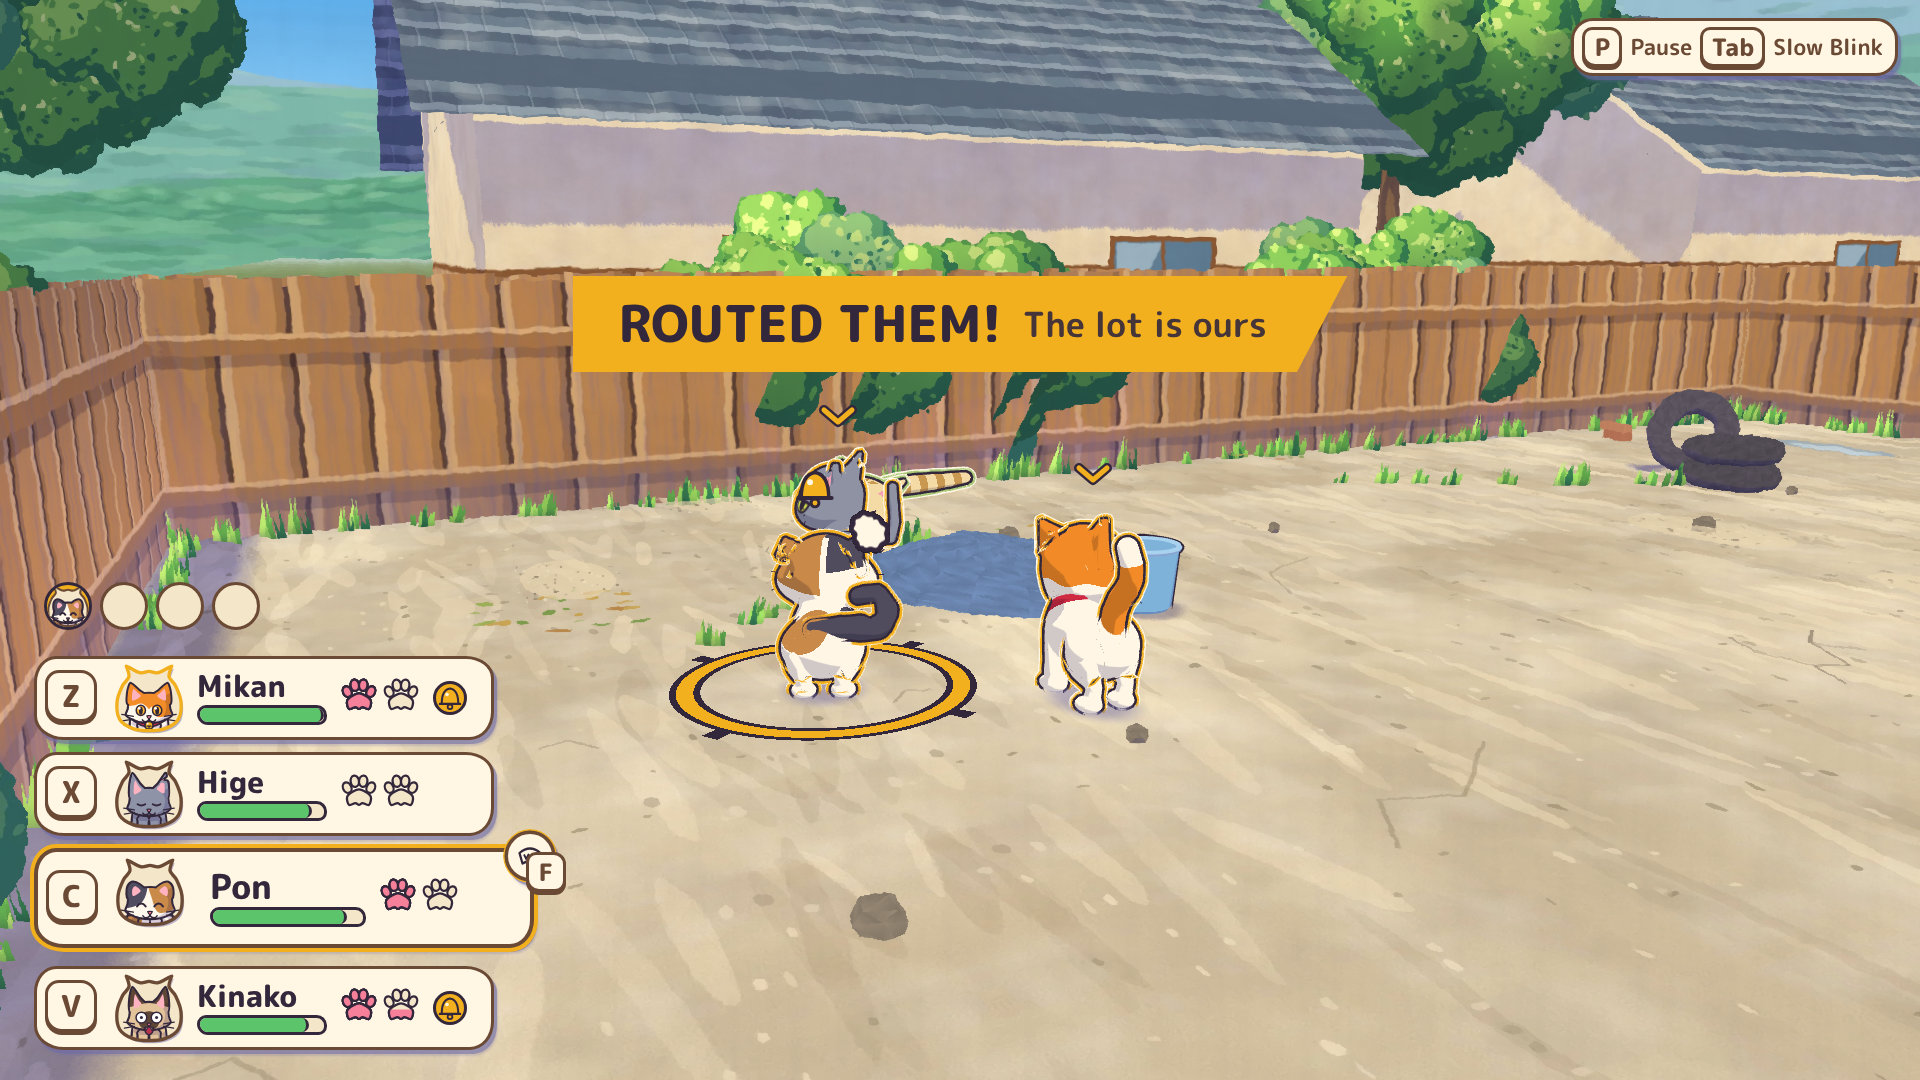 P Pause Tab Slow Blink
ROUTED THEM! The lot is ours
Z Mikan
X Hige
C Pon
F
V Kinako